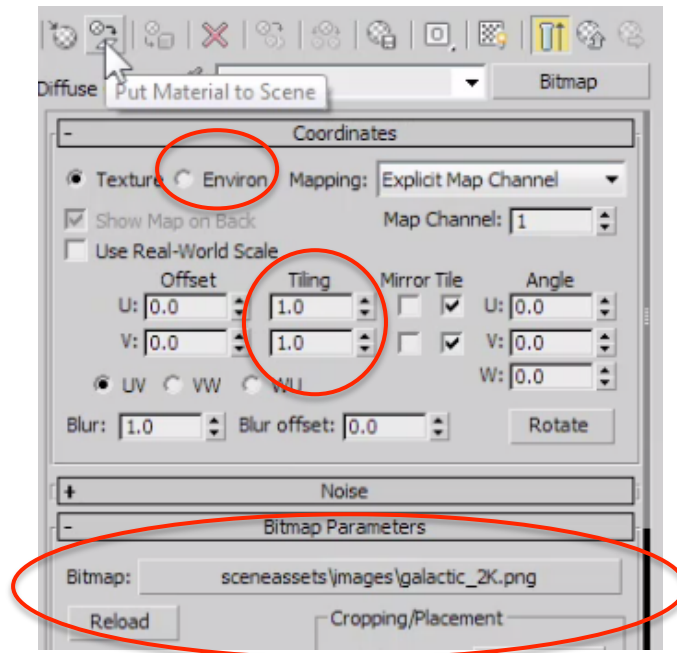 Diffuse
Put Material to Scene
Bitmap
- Coordinates
Texture Environ Mapping: Explicit Map Channel
Show Map on Back Map Channel: 1
Use Real-World Scale
Offset Tiling Mirror Tile Angle
U: 0.0 1.0 U: 0.0
V: 0.0 1.0 V: 0.0
W: 0.0
UV VW WU
Blur: 1.0 Blur offset: 0.0 Rotate
+ Noise
- Bitmap Parameters
Bitmap: sceneassets\images\galactic_2K.png
Reload Cropping/Placement